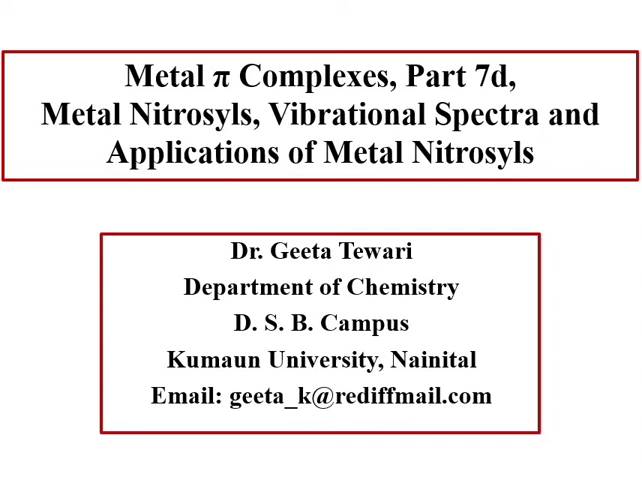 Metal π Complexes, Part 7d,
Metal Nitrosyls, Vibrational Spectra and
Applications of Metal Nitrosyls
Dr. Geeta Tewari
Department of Chemistry
D. S. B. Campus
Kumaun University, Nainital
Email: geeta_k@rediffmail.com